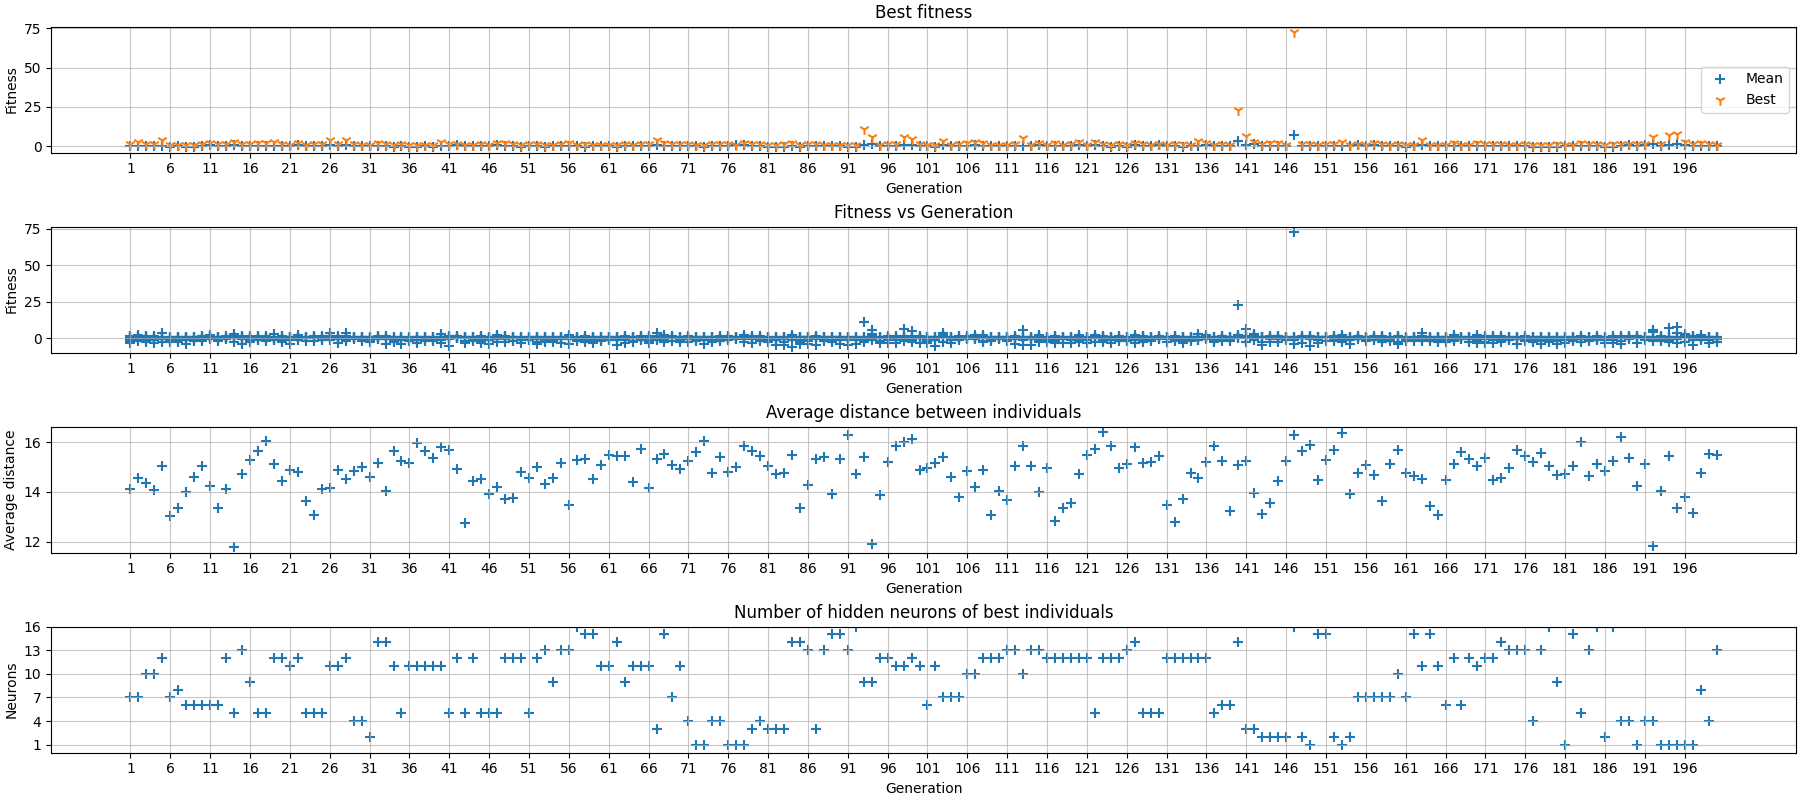 Best fitness
75
50
25
0
Fitness
Mean
Best
1 6 11 16 21 26 31 36 41 46 51 56 61 66 71 76 81 86 91 96 101 106 111 116 121 126 131 136 141 146 151 156 161 166 171 176 181 186 191 196
Generation
Fitness vs Generation
75
50
25
0
Fitness
1 6 11 16 21 26 31 36 41 46 51 56 61 66 71 76 81 86 91 96 101 106 111 116 121 126 131 136 141 146 151 156 161 166 171 176 181 186 191 196
Generation
Average distance between individuals
16
14
12
Average distance
1 6 11 16 21 26 31 36 41 46 51 56 61 66 71 76 81 86 91 96 101 106 111 116 121 126 131 136 141 146 151 156 161 166 171 176 181 186 191 196
Generation
Number of hidden neurons of best individuals
16
13
10
7
4
1
Neurons
1 6 11 16 21 26 31 36 41 46 51 56 61 66 71 76 81 86 91 96 101 106 111 116 121 126 131 136 141 146 151 156 161 166 171 176 181 186 191 196
Generation